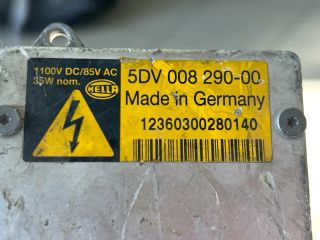 1100V DC/85V AC
35W nom.
HELLA
5DV 008 290-00
Made in Germany
12360300280140